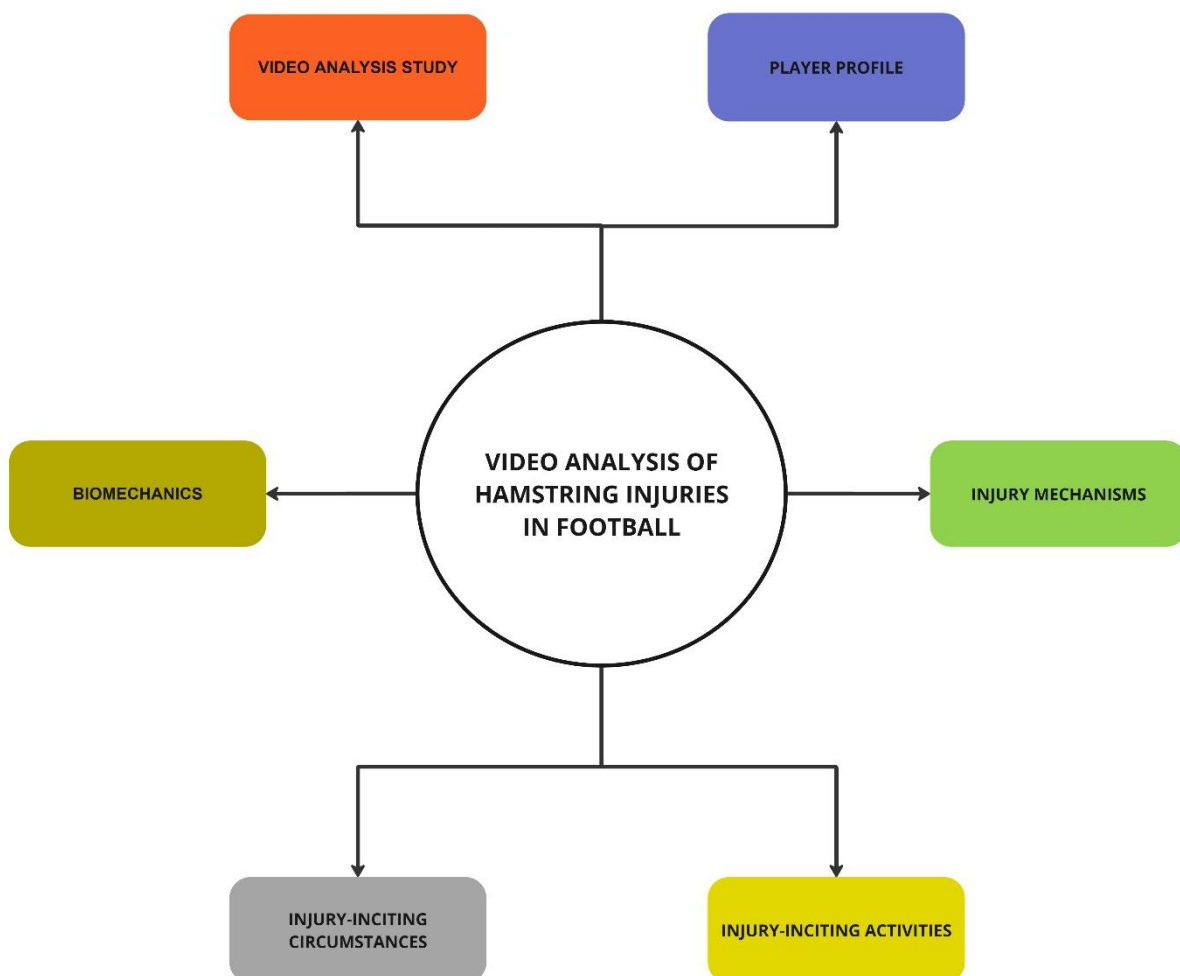 VIDEO ANALYSIS STUDY
PLAYER PROFILE
VIDEO ANALYSIS OF
HAMSTRING INJURIES
IN FOOTBALL
BIOMECHANICS
INJURY MECHANISMS
INJURY-INCITING
CIRCUMSTANCES
INJURY-INCITING ACTIVITIES